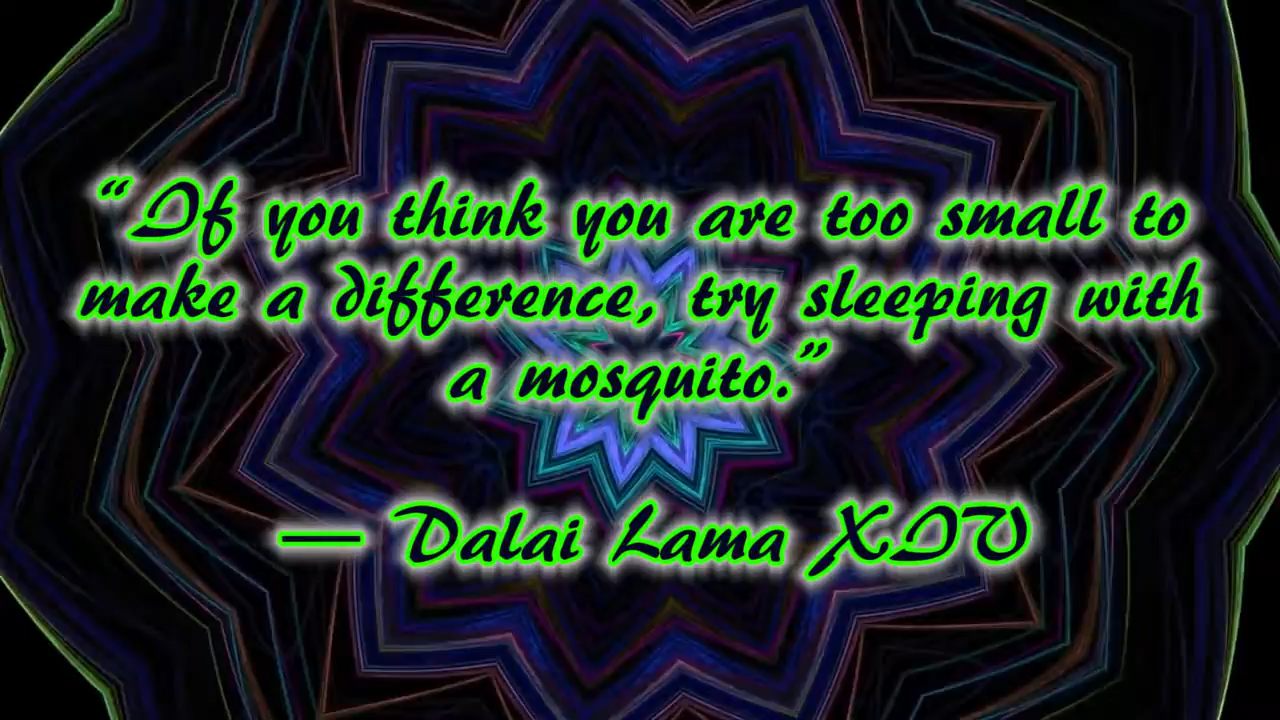 “If you think you are too small to
make a difference, try sleeping with
a mosquito.”
— Dalai Lama XIV